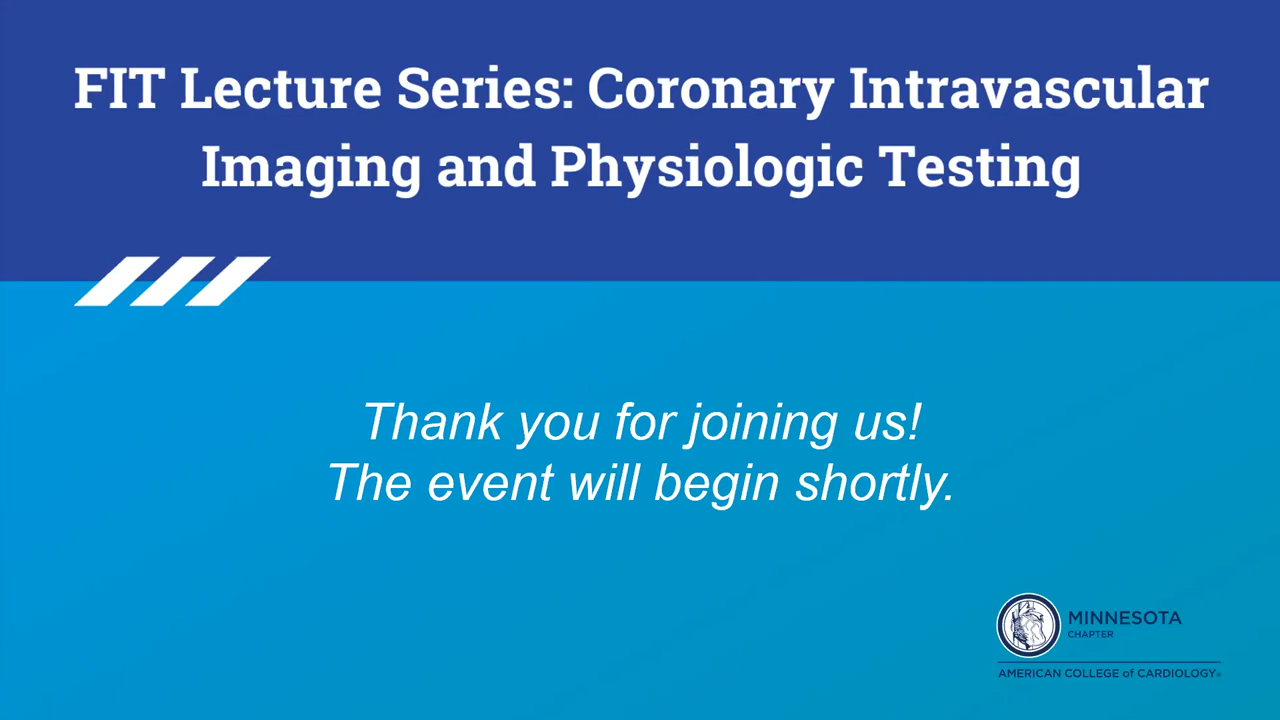 FIT Lecture Series: Coronary Intravascular
Imaging and Physiologic Testing
Thank you for joining us!
The event will begin shortly.
MINNESOTA
CHAPTER
AMERICAN COLLEGE of CARDIOLOGY®